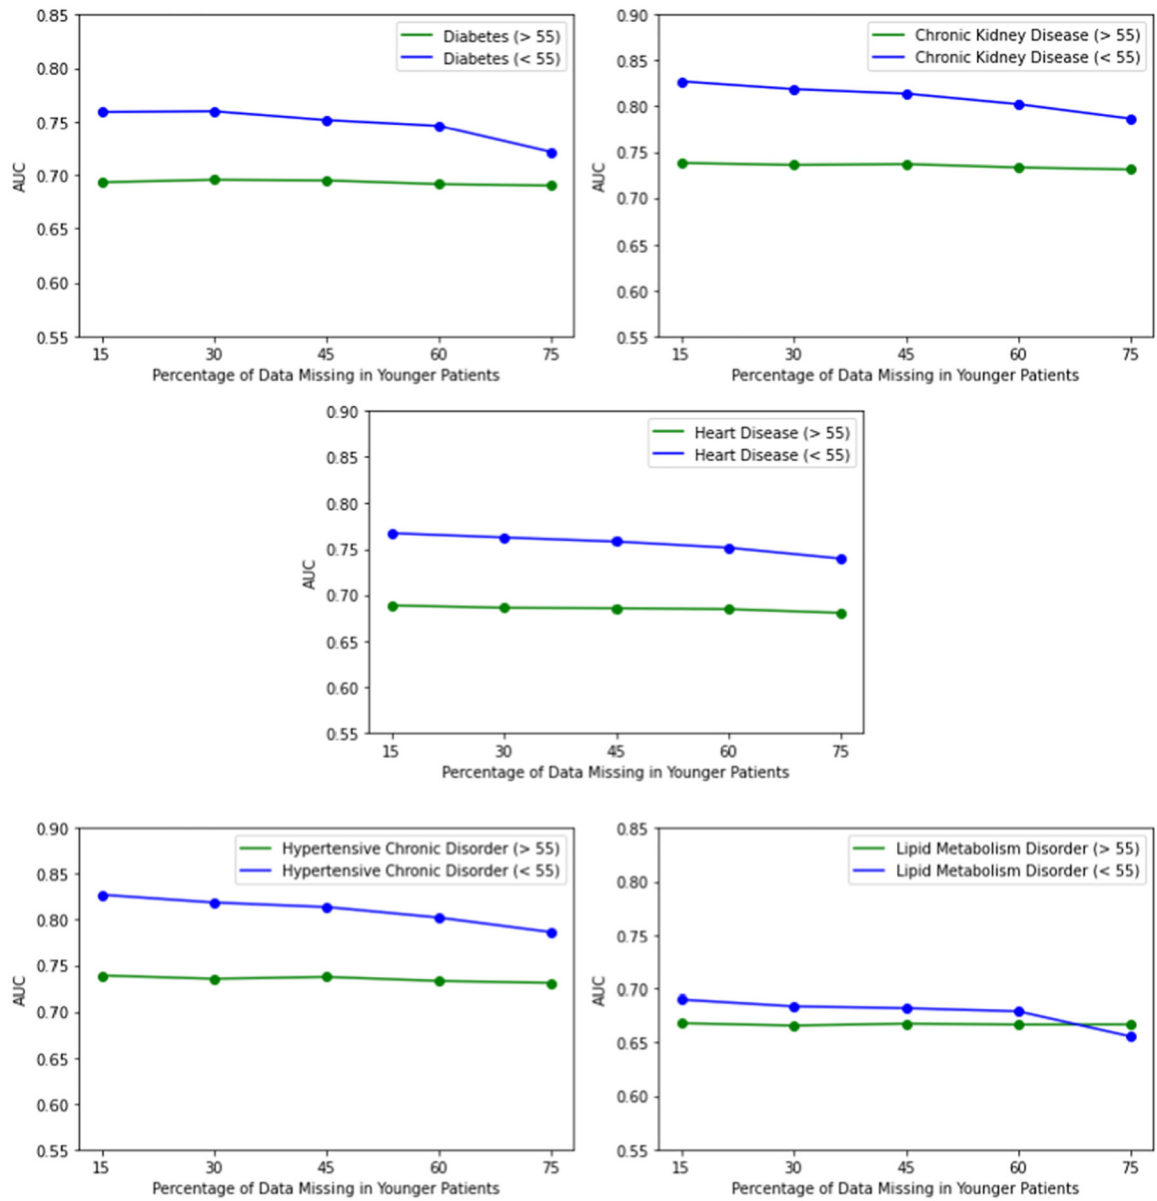 0.85
0.80
0.75
0.70
0.65
0.60
0.55
AUC
Diabetes (> 55)
Diabetes (< 55)
15 30 45 60 75
Percentage of Data Missing in Younger Patients
0.90
0.85
0.80
0.75
0.70
0.65
0.60
0.55
AUC
Chronic Kidney Disease (> 55)
Chronic Kidney Disease (< 55)
15 30 45 60 75
Percentage of Data Missing in Younger Patients
0.90
0.85
0.80
0.75
0.70
0.65
0.60
0.55
AUC
Heart Disease (> 55)
Heart Disease (< 55)
15 30 45 60 75
Percentage of Data Missing in Younger Patients
0.90
0.85
0.80
0.75
0.70
0.65
0.60
0.55
AUC
Hypertensive Chronic Disorder (> 55)
Hypertensive Chronic Disorder (< 55)
15 30 45 60 75
Percentage of Data Missing in Younger Patients
0.85
0.80
0.75
0.70
0.65
0.60
0.55
AUC
Lipid Metabolism Disorder (> 55)
Lipid Metabolism Disorder (< 55)
15 30 45 60 75
Percentage of Data Missing in Younger Patients